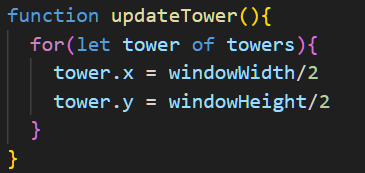 function updateTower(){
  for(let tower of towers){
    tower.x = windowWidth/2
    tower.y = windowHeight/2
  }
}